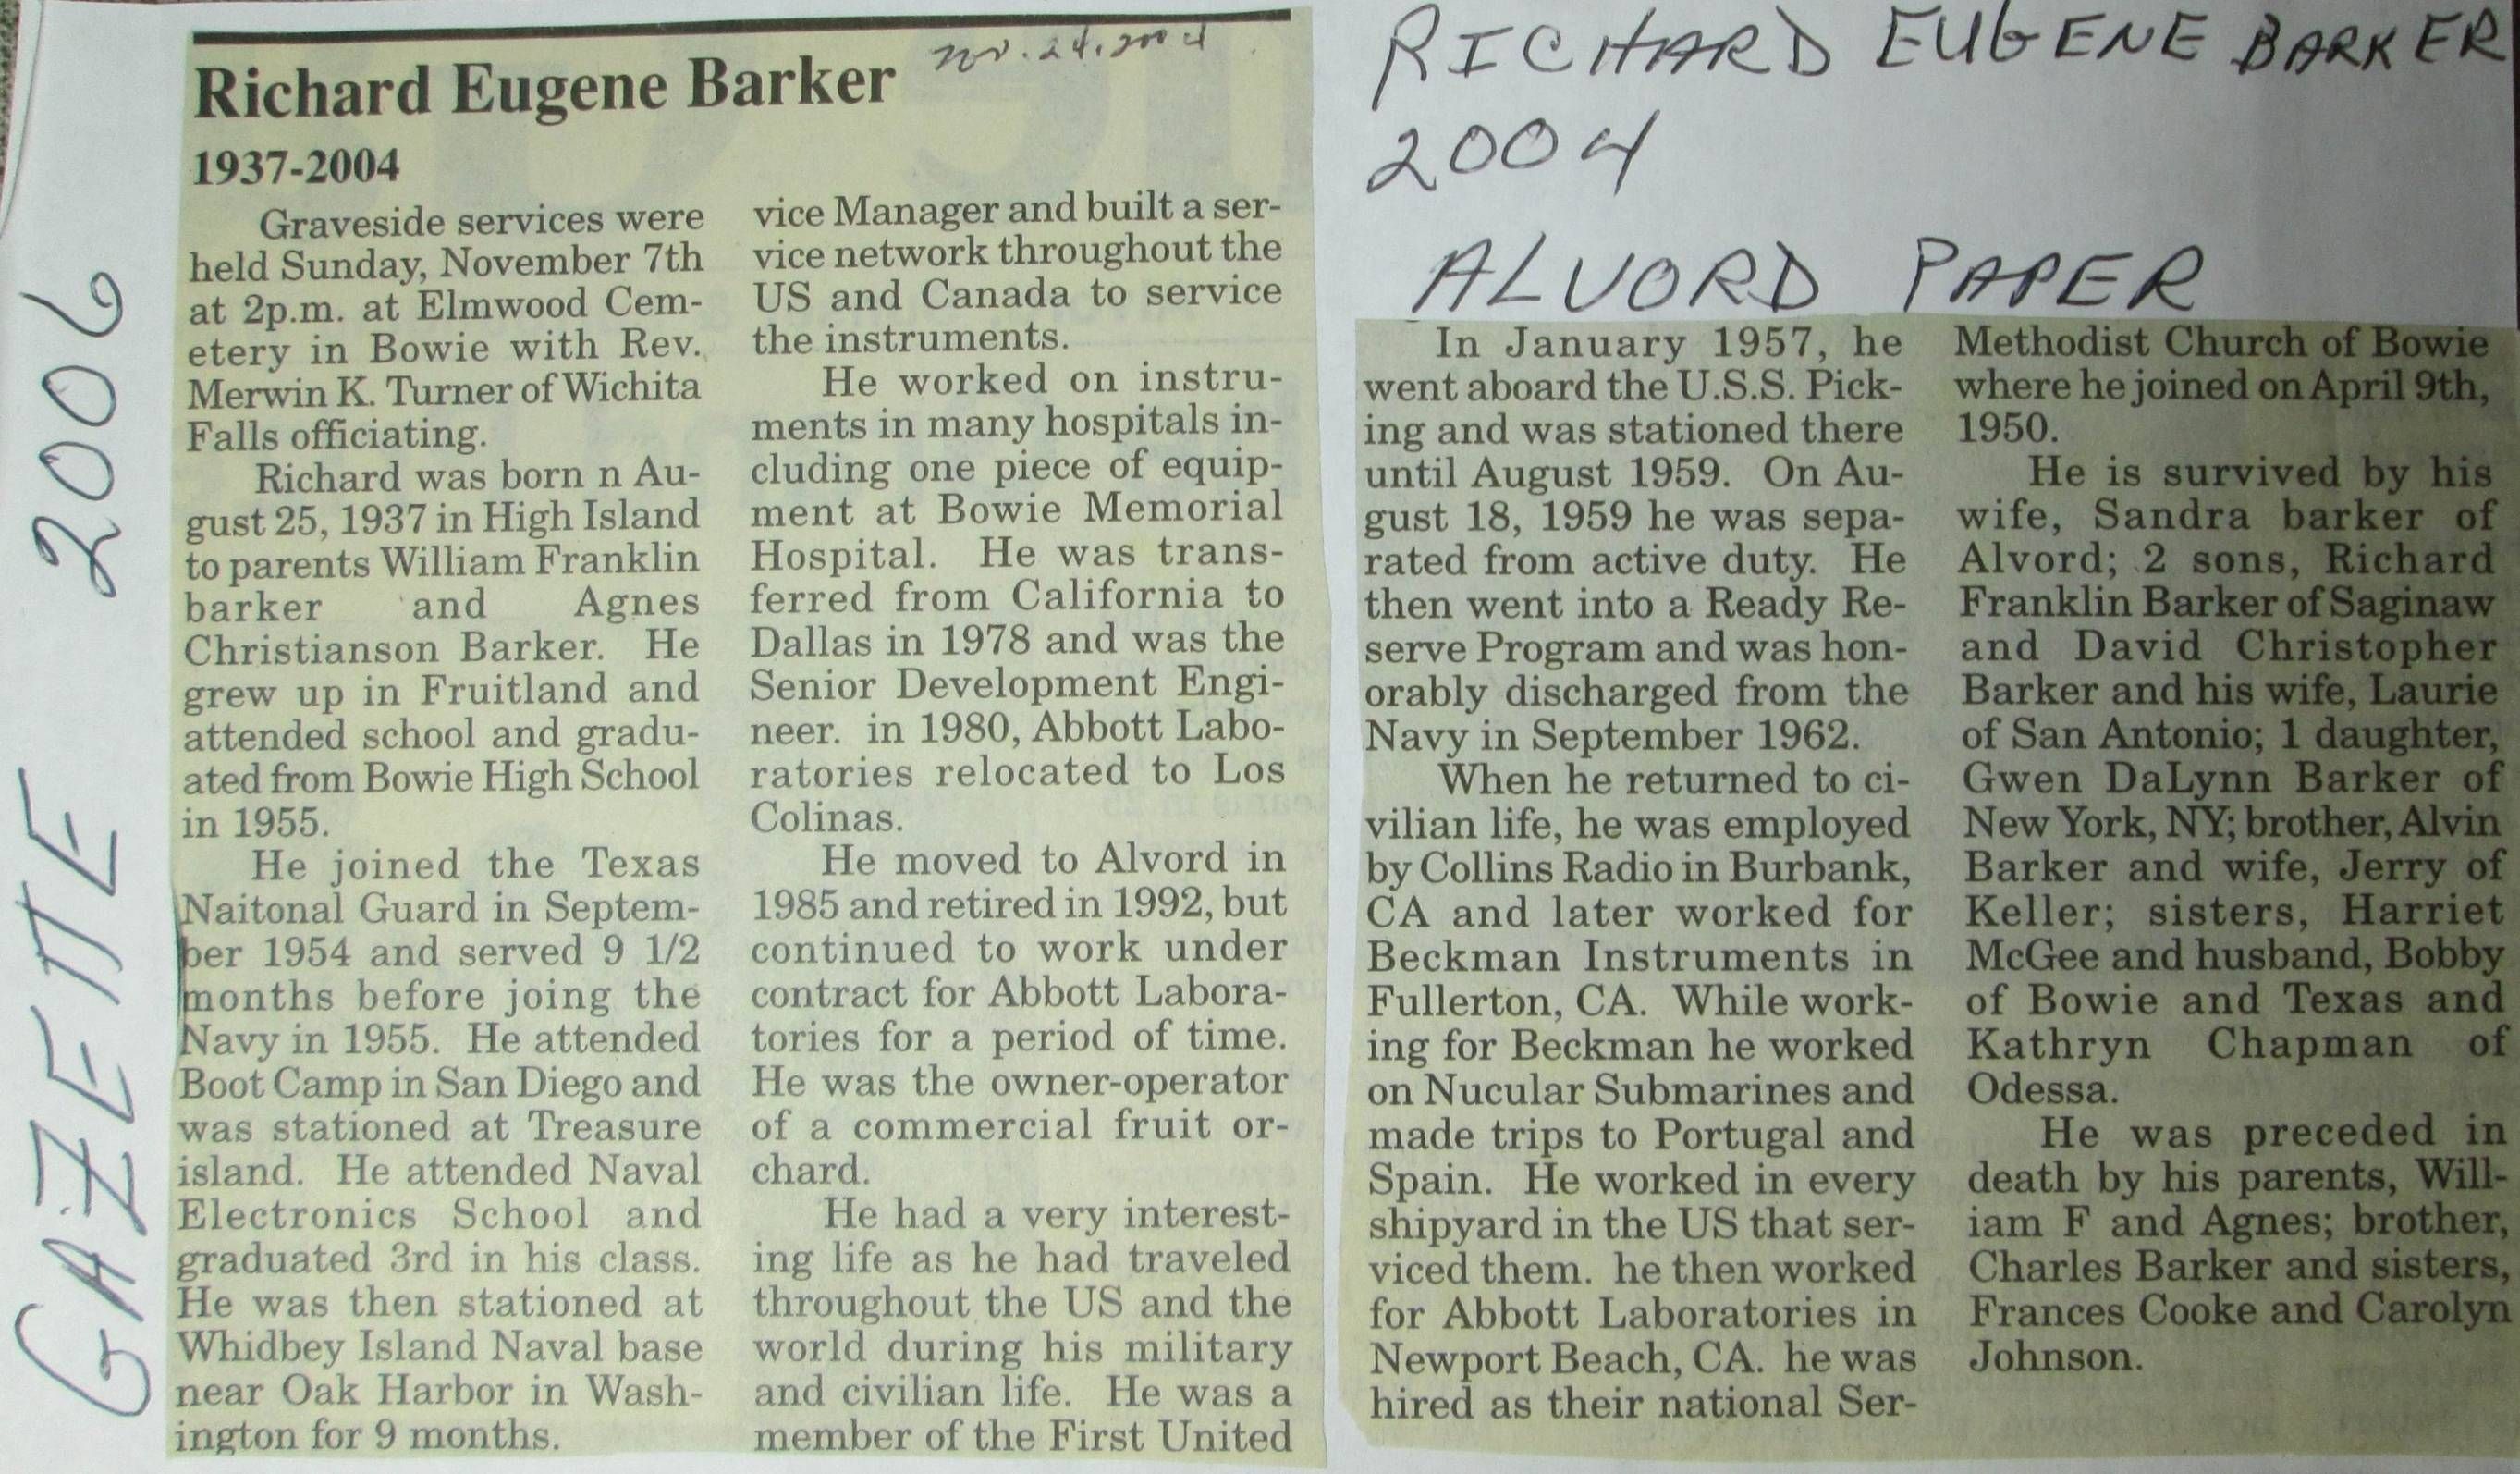 GAZETTE 2006
Richard Eugene Barker
Nov. 24, 2004
1937-2004
RICHARD EUGENE BARKER
2004
ALVORD PAPER
Graveside services were
held Sunday, November 7th
at 2p.m. at Elmwood Cem-
etery in Bowie with Rev.
Merwin K. Turner of Wichita
Falls officiating.
Richard was born n Au-
gust 25, 1937 in High Island
to parents William Franklin
barker and Agnes
Christianson Barker. He
grew up in Fruitland and
attended school and gradu-
ated from Bowie High School
in 1955.
He joined the Texas
Naitonal Guard in Septem-
ber 1954 and served 9 1/2
months before joing the
Navy in 1955. He attended
Boot Camp in San Diego and
was stationed at Treasure
island. He attended Naval
Electronics School and
graduated 3rd in his class.
He was then stationed at
Whidbey Island Naval base
near Oak Harbor in Wash-
ington for 9 months.
In January 1957, he
went aboard the U.S.S. Pick-
ing and was stationed there
until August 1959. On Au-
gust 18, 1959 he was sepa-
rated from active duty. He
then went into a Ready Re-
serve Program and was hon-
orably discharged from the
Navy in September 1962.
When he returned to ci-
vilian life, he was employed
by Collins Radio in Burbank,
CA and later worked for
Beckman Instruments in
Fullerton, CA. While work-
ing for Beckman he worked
on Nucular Submarines and
made trips to Portugal and
Spain. He worked in every
shipyard in the US that ser-
viced them. he then worked
for Abbott Laboratories in
Newport Beach, CA. he was
hired as their national Ser-
vice Manager and built a ser-
vice network throughout the
US and Canada to service
the instruments.
He worked on instru-
ments in many hospitals in-
cluding one piece of equip-
ment at Bowie Memorial
Hospital. He was trans-
ferred from California to
Dallas in 1978 and was the
Senior Development Engi-
neer. in 1980, Abbott Labo-
ratories relocated to Los
Colinas.
He moved to Alvord in
1985 and retired in 1992, but
continued to work under
contract for Abbott Labora-
tories for a period of time.
He was the owner-operator
of a commercial fruit or-
chard.
He had a very interest-
ing life as he had traveled
throughout the US and the
world during his military
and civilian life. He was a
member of the First United
Methodist Church of Bowie
where he joined on April 9th,
1950.
He is survived by his
wife, Sandra barker of
Alvord; 2 sons, Richard
Franklin Barker of Saginaw
and David Christopher
Barker and his wife, Laurie
of San Antonio; 1 daughter,
Gwen DaLynn Barker of
New York, NY; brother, Alvin
Barker and wife, Jerry of
Keller; sisters, Harriet
McGee and husband, Bobby
of Bowie and Texas and
Kathryn Chapman of
Odessa.
He was preceded in
death by his parents, Will-
iam F and Agnes; brother,
Charles Barker and sisters,
Frances Cooke and Carolyn
Johnson.